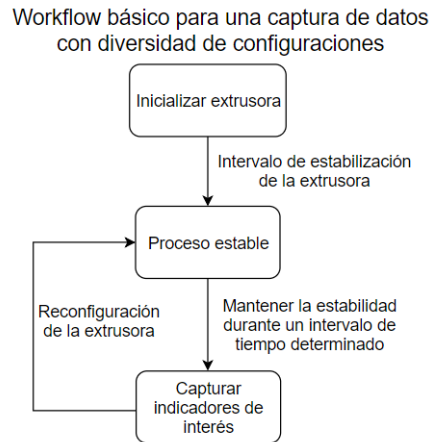 Workflow básico para una captura de datos
con diversidad de configuraciones
Inicializar extrusora
Intervalo de estabilización
de la extrusora
Proceso estable
Reconfiguración
de la extrusora
Mantener la estabilidad
durante un intervalo de
tiempo determinado
Capturar
indicadores de
interés